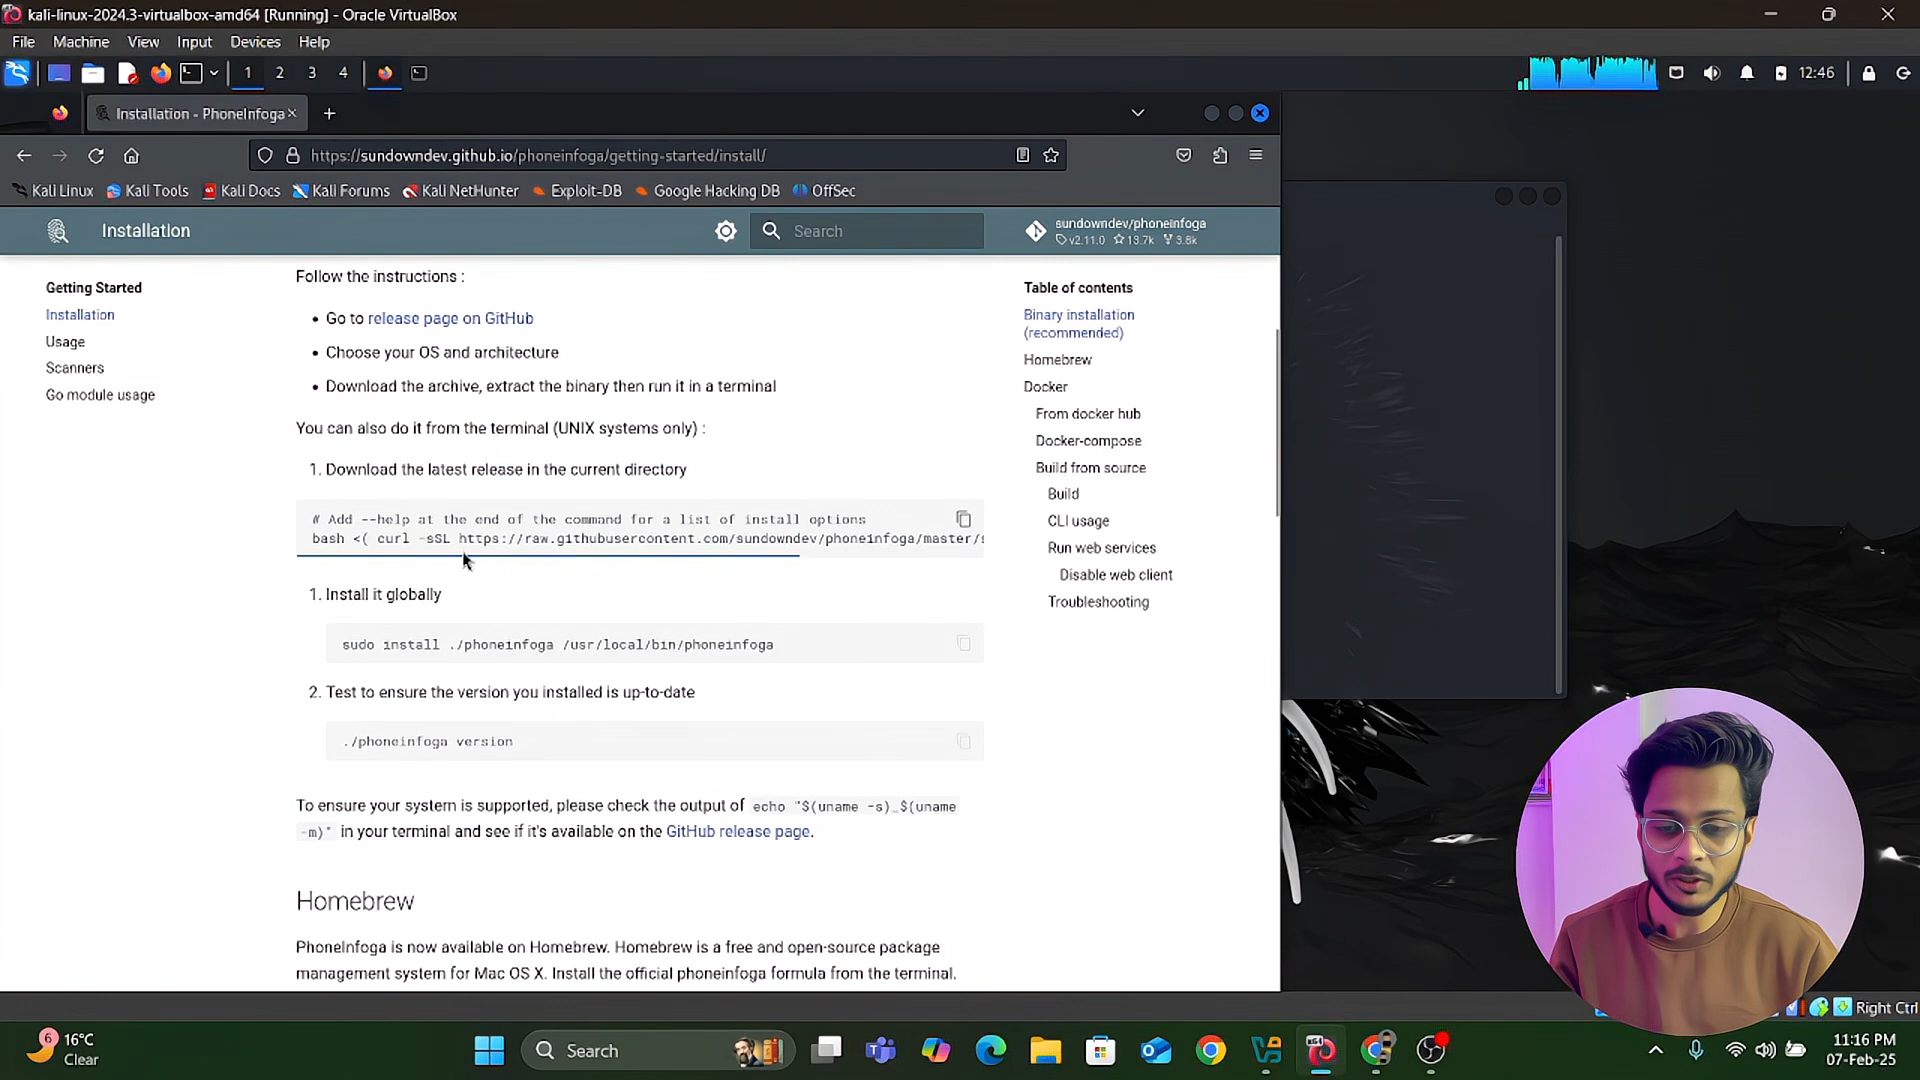 kali-linux-2024.3-virtualbox-amd64 [Running] - Oracle VirtualBox
File Machine View Input Devices Help
1 2 3 4
12:46
Installation - PhoneInfoga
https://sundowndev.github.io/phoneinfoga/getting-started/install/
Kali Linux Kali Tools Kali Docs Kali Forums Kali NetHunter Exploit-DB Google Hacking DB OffSec
Installation
Search
sundowndev/phoneinfoga
v2.11.0 13.7k 3.8k
Getting Started
Installation
Usage
Scanners
Go module usage
Follow the instructions :
• Go to release page on GitHub
• Choose your OS and architecture
• Download the archive, extract the binary then run it in a terminal
You can also do it from the terminal (UNIX systems only) :
1. Download the latest release in the current directory
# Add --help at the end of the command for a list of install options
bash <( curl -sSL https://raw.githubusercontent.com/sundowndev/phoneinfoga/master/s
1. Install it globally
sudo install ./phoneinfoga /usr/local/bin/phoneinfoga
2. Test to ensure the version you installed is up-to-date
./phoneinfoga version
To ensure your system is supported, please check the output of echo "$(uname -s)_$(uname
-m)" in your terminal and see if it's available on the GitHub release page.
Homebrew
PhoneInfoga is now available on Homebrew. Homebrew is a free and open-source package
management system for Mac OS X. Install the official phoneinfoga formula from the terminal.
Table of contents
Binary installation
(recommended)
Homebrew
Docker
From docker hub
Docker-compose
Build from source
Build
CLI usage
Run web services
Disable web client
Troubleshooting
Right Ctrl
6
16°C
Clear
Search
11:16 PM
07-Feb-25